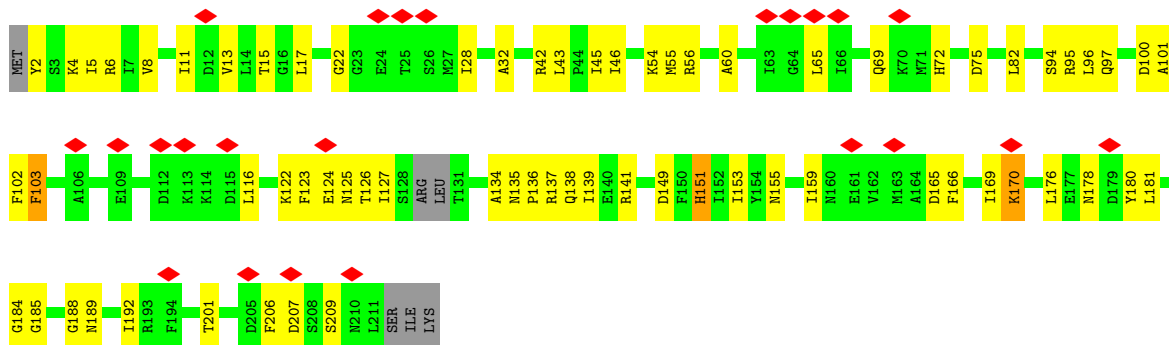 MET Y2 S3 K4 I5 R6 I7 V8 I11 D12 V13 L14 T15 G16 L17 G22 G23 E24 T25 S26 M27 I28 A32 R42 L43 P44 I45 I46 K54 M55 R56 A60 I63 G64 L65 I66 Q69 K70 M71 H72 D75 L82 S94 R95 L96 Q97 D100 A101
F102 F103 A106 E109 D112 K113 K114 D115 L116 K122 F123 E124 N125 T126 I127 S128 ARG LEU T131 A134 N135 P136 R137 Q138 I139 E140 R141 D149 F150 H151 I152 I153 Y154 N155 I159 N160 E161 V162 M163 A164 D165 F166 I169 K170 L176 E177 N178 D179 Y180 L181
G184 G185 G188 N189 I192 R193 F194 T201 D205 F206 D207 S208 S209 N210 L211 SER ILE LYS